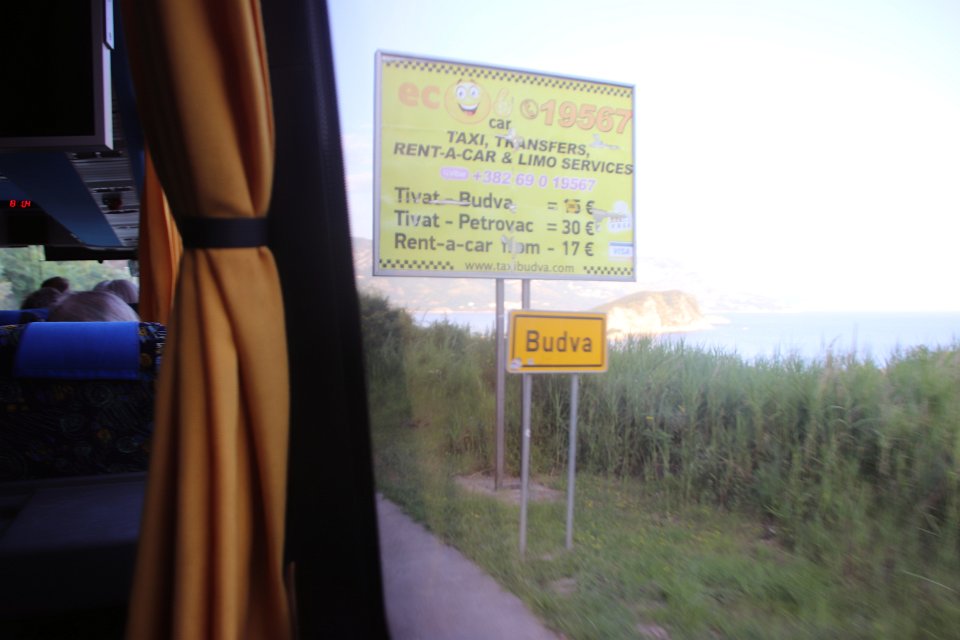 eco 19567
car
TAXI, TRANSFERS,
RENT-A-CAR & LIMO SERVICES
+382 69 0 19567
Tivat - Budva = 15 €
Tivat - Petrovac = 30 €
Rent-a-car from - 17 €
VISA
www.taxibudva.com
Budva